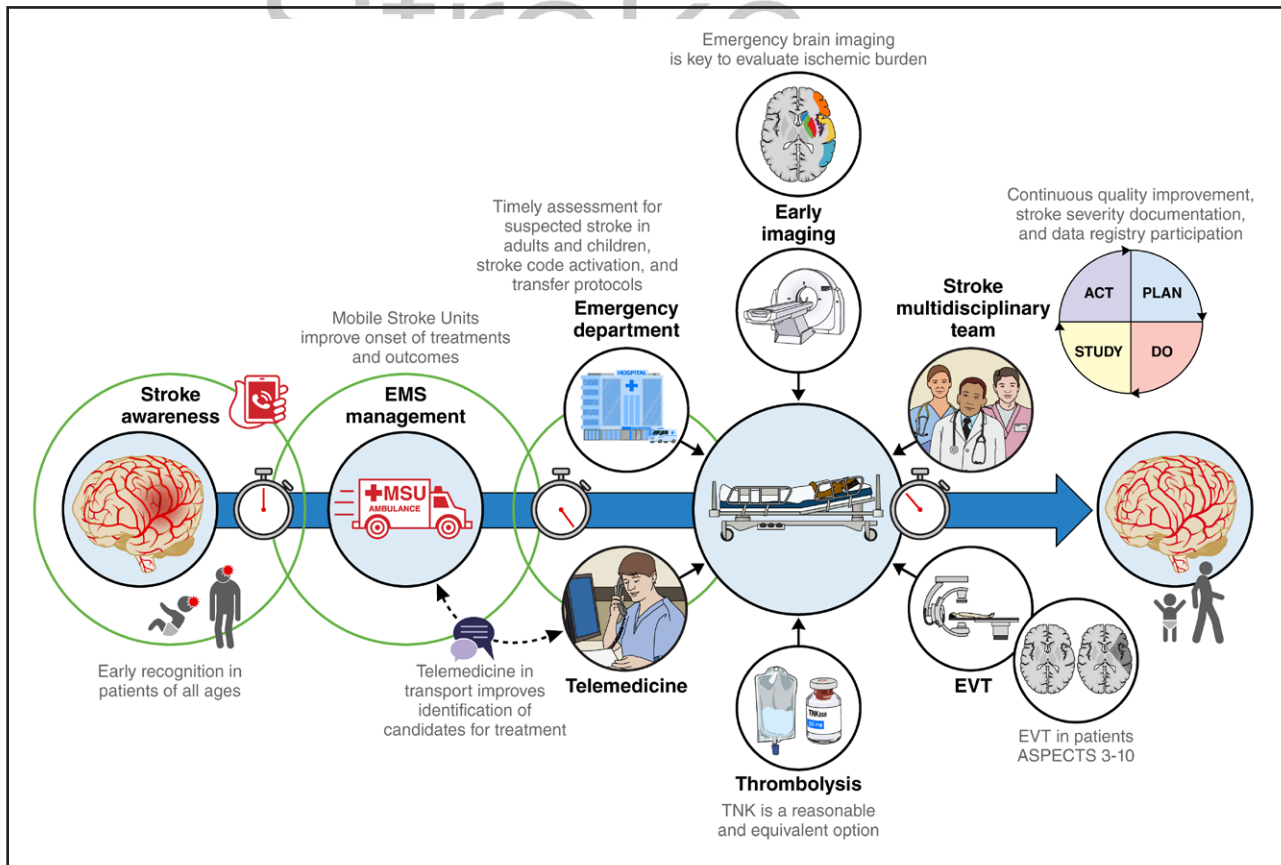 Stroke
Emergency brain imaging
is key to evaluate ischemic burden
Early
imaging
Timely assessment for
suspected stroke in
adults and children,
stroke code activation, and
transfer protocols
Emergency
department
Continuous quality improvement,
stroke severity documentation,
and data registry participation
ACT
PLAN
STUDY
DO
Stroke
multidisciplinary
team
Mobile Stroke Units
improve onset of treatments
and outcomes
EMS
management
Stroke
awareness
HOSPITAL
MSU
AMBULANCE
Early recognition in
patients of all ages
Telemedicine in
transport improves
identification of
candidates for treatment
Telemedicine
TNKase
Thrombolysis
TNK is a reasonable
and equivalent option
EVT
EVT in patients
ASPECTS 3-10